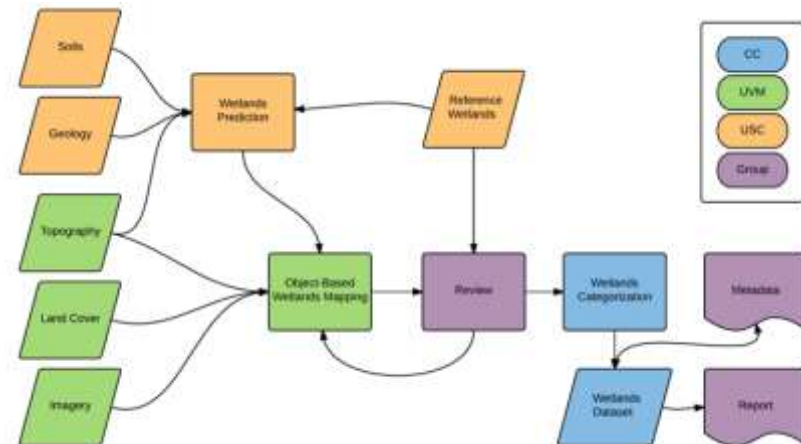 Soils
Geology
Topography
Land Cover
Imagery
Wetlands
Prediction
Reference
Wetlands
Object-Based
Wetlands Mapping
Review
Wetlands
Categorization
Wetlands
Dataset
Metadata
Report
CC
UVM
USC
Group